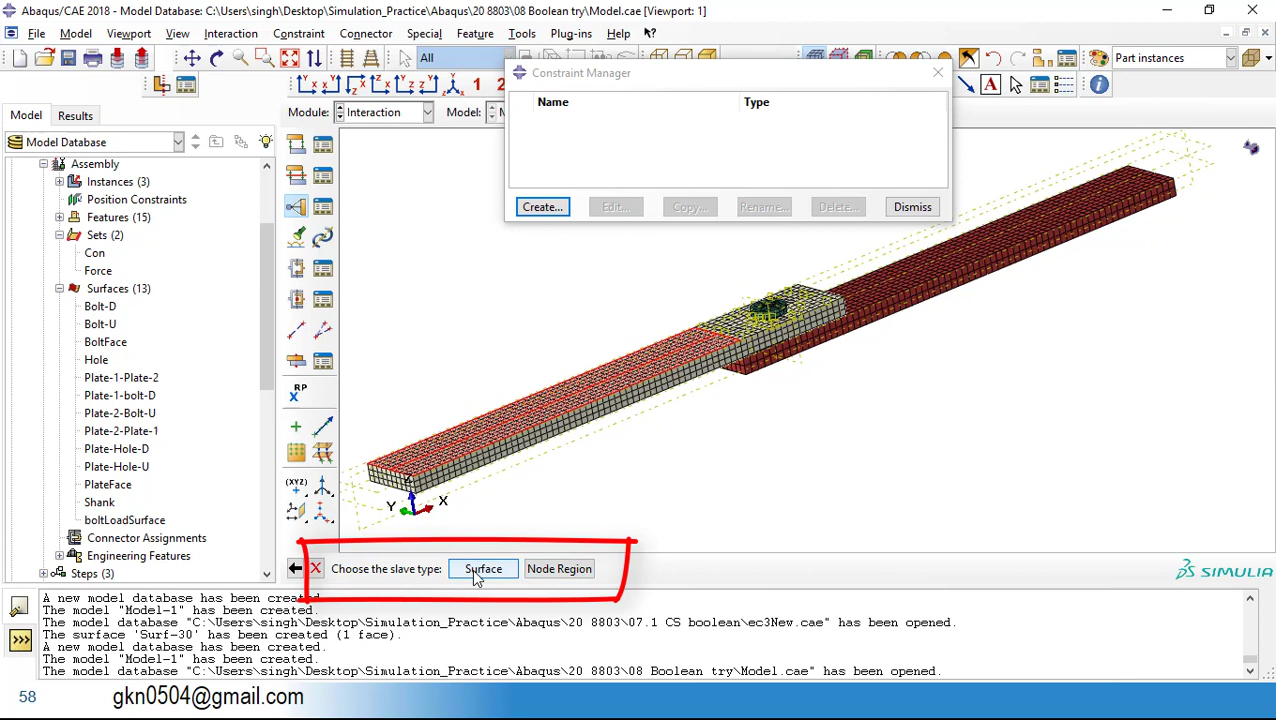 Abaqus/CAE 2018 - Model Database: C:\Users\singh\Desktop\Simulation_Practice\Abaqus\20 8803\08 Boolean try\Model.cae [Viewport: 1]
File Model Viewport View Interaction Constraint Connector Special Feature Tools Plug-ins Help
All
Part instances
1
Constraint Manager
Name Type
Create... Edit... Copy... Rename... Delete... Dismiss
Model Results
Module: Interaction Model:
Model Database
Assembly
Instances (3)
Position Constraints
Features (15)
Sets (2)
Con
Force
Surfaces (13)
Bolt-D
Bolt-U
BoltFace
Hole
Plate-1-Plate-2
Plate-1-bolt-D
Plate-2-Bolt-U
Plate-2-Plate-1
Plate-Hole-D
Plate-Hole-U
PlateFace
Shank
boltLoadSurface
Connector Assignments
Engineering Features
Steps (3)
RP
(XYZ)
Y X
Choose the slave type: Surface Node Region
SIMULIA
A new model database has been created.
The model "Model-1" has been created.
The model database "C:\Users\singh\Desktop\Simulation_Practice\Abaqus\20 8803\07.1 CS boolean\ec3New.cae" has been opened.
The surface 'Surf-30' has been created (1 face).
A new model database has been created.
The model "Model-1" has been created.
The model database "C:\Users\singh\Desktop\Simulation_Practice\Abaqus\20 8803\08 Boolean try\Model.cae" has been opened.
58 gkn0504@gmail.com